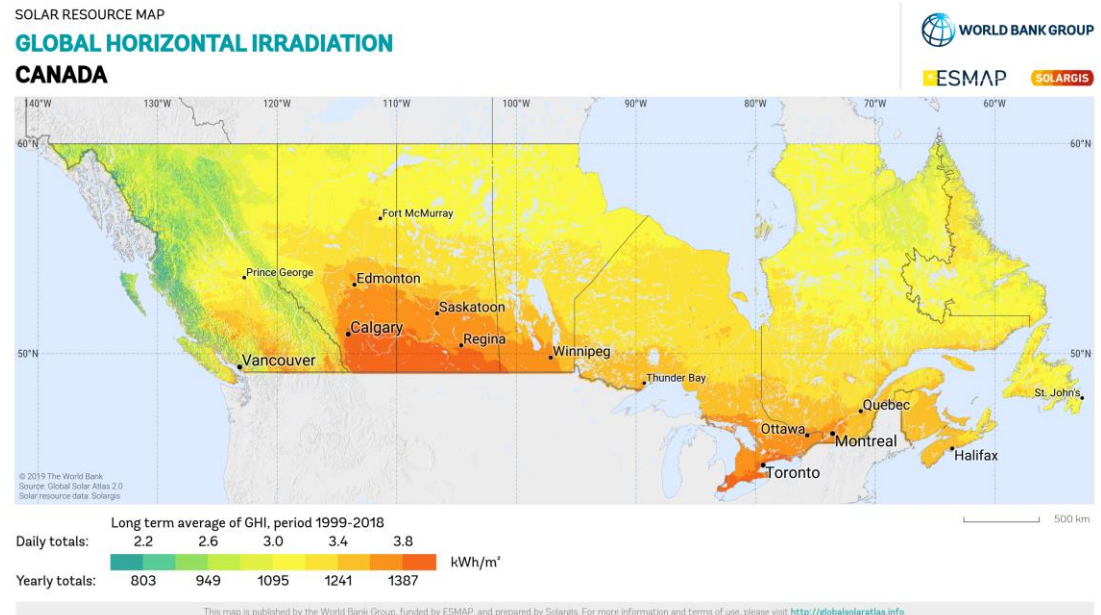 SOLAR RESOURCE MAP
GLOBAL HORIZONTAL IRRADIATION
CANADA
WORLD BANK GROUP
ESMAP
SOLARGIS
140°W 130°W 120°W 110°W 100°W 90°W 80°W 70°W 60°W
60°N 60°N
Fort McMurray
Prince George
Edmonton
Saskatoon
Calgary
Regina
50°N 50°N
Vancouver
Winnipeg
Thunder Bay
St. John's
Québec
Ottawa
Montreal
Halifax
Toronto
© 2019 The World Bank
Source: Global Solar Atlas 2.0
Solar resource data: Solargis
500 km
Long term average of GHI, period 1999-2018
Daily totals: 2.2 2.6 3.0 3.4 3.8
kWh/m²
Yearly totals: 803 949 1095 1241 1387
This map is published by the World Bank Group, funded by ESMAP, and prepared by Solargis. For more information and terms of use, please visit http://globalsolaratlas.info.